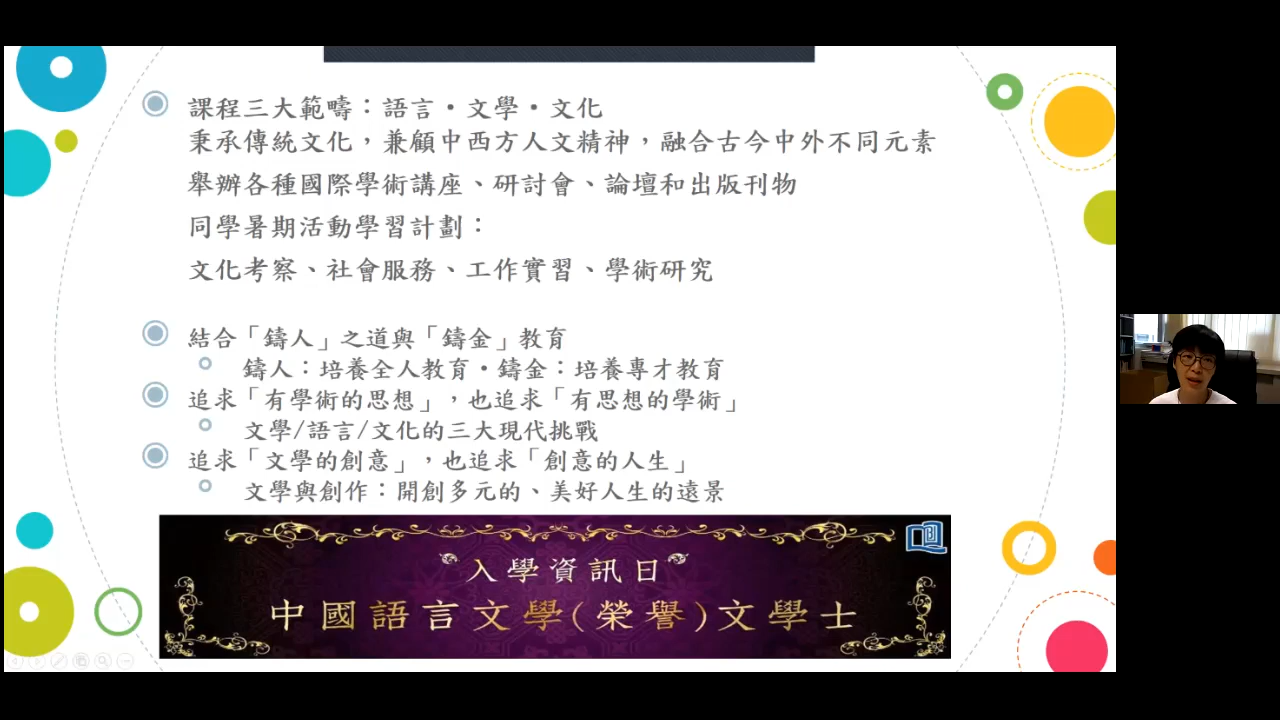 課程三大範疇：語言•文學•文化
秉承傳統文化，兼顧中西方人文精神，融合古今中外不同元素
舉辦各種國際學術講座、研討會、論壇和出版刊物
同學暑期活動學習計劃：
文化考察、社會服務、工作實習、學術研究
結合「鑄人」之道與「鑄金」教育
鑄人：培養全人教育•鑄金：培養專才教育
追求「有學術的思想」，也追求「有思想的學術」
文學/語言/文化的三大現代挑戰
追求「文學的創意」，也追求「創意的人生」
文學與創作：開創多元的、美好人生的遠景
入學資訊日
中國語言文學(榮譽)文學士